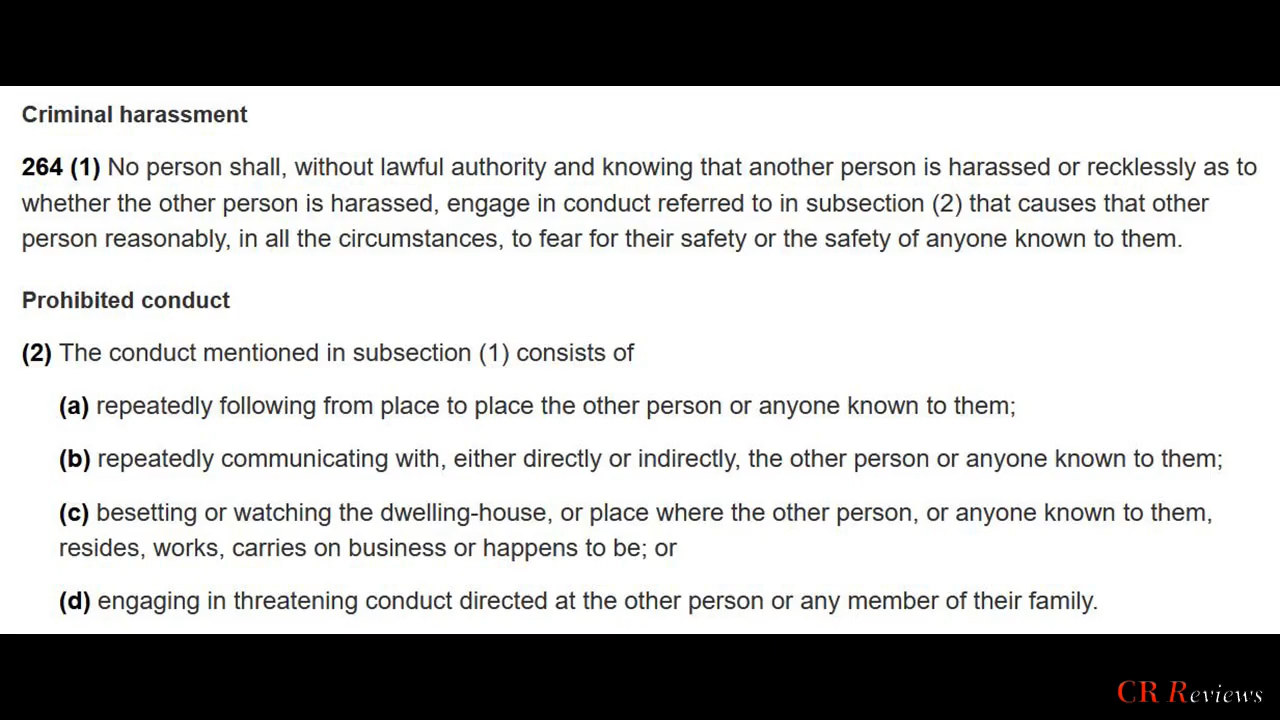 Criminal harassment
264 (1) No person shall, without lawful authority and knowing that another person is harassed or recklessly as to
whether the other person is harassed, engage in conduct referred to in subsection (2) that causes that other
person reasonably, in all the circumstances, to fear for their safety or the safety of anyone known to them.
Prohibited conduct
(2) The conduct mentioned in subsection (1) consists of
(a) repeatedly following from place to place the other person or anyone known to them;
(b) repeatedly communicating with, either directly or indirectly, the other person or anyone known to them;
(c) besetting or watching the dwelling-house, or place where the other person, or anyone known to them,
resides, works, carries on business or happens to be; or
(d) engaging in threatening conduct directed at the other person or any member of their family.
CR Reviews